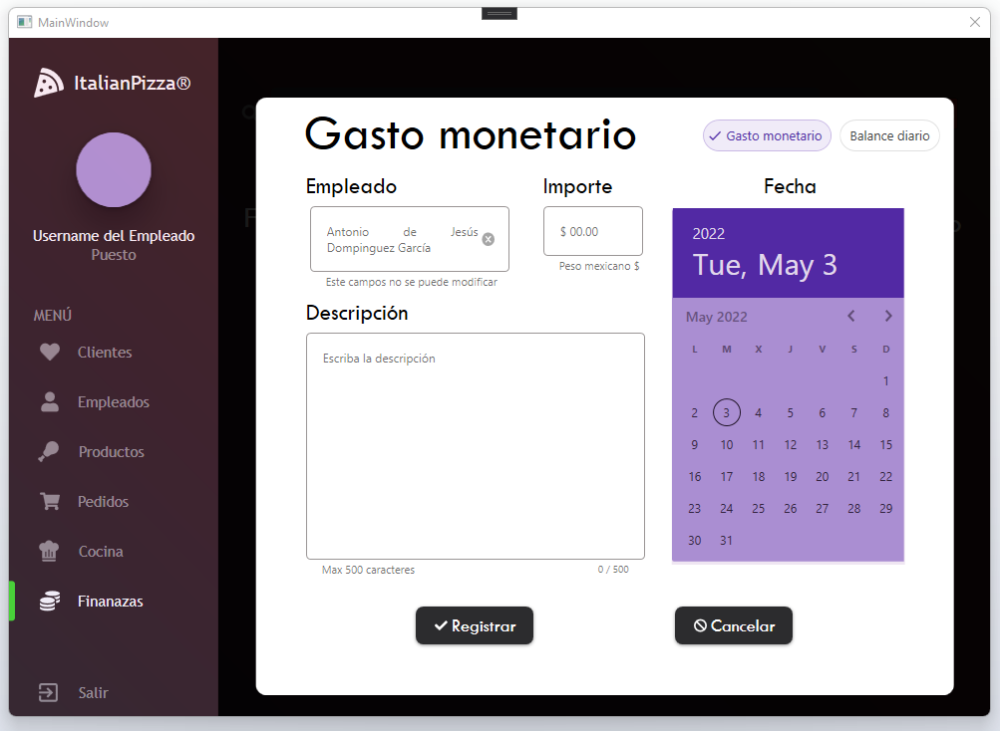 MainWindow
ItalianPizza®
Username del Empleado
Puesto
MENÚ
Clientes
Empleados
Productos
Pedidos
Cocina
Finanazas
Salir
Gasto monetario
Gasto monetario
Balance diario
Empleado
Antonio de Jesús
Dompinguez García
Este campos no se puede modificar
Importe
$ 00.00
Peso mexicano $
Descripción
Escriba la descripción
Max 500 caracteres
0 / 500
Fecha
2022
Tue, May 3
May 2022
L M X J V S D
1
2 3 4 5 6 7 8
9 10 11 12 13 14 15
16 17 18 19 20 21 22
23 24 25 26 27 28 29
30 31
Registrar
Cancelar